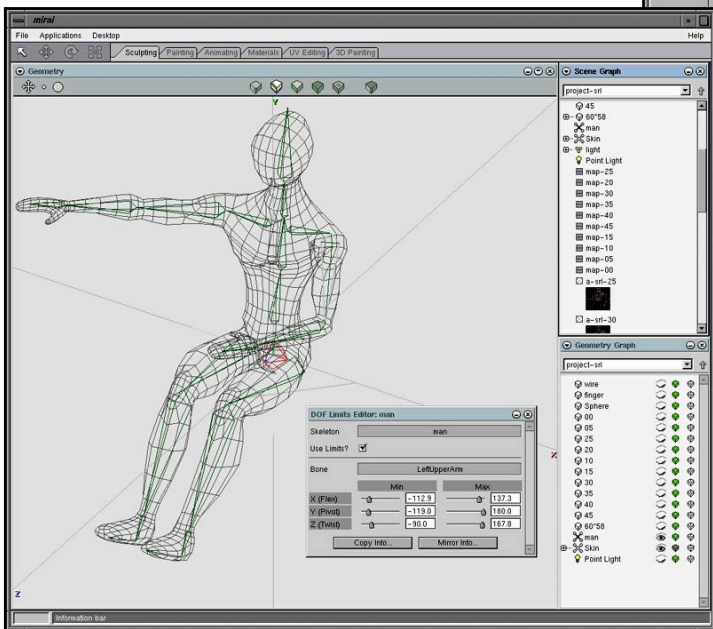 mirai
File Applications Desktop Help
Sculpting Painting Animating Materials UV Editing 3D Painting
Geometry
Y
X
Z
DOF Limits Editor: man
Skeleton man
Use Limits?
Bone LeftUpperArm
Min Max
X (Flex) -112.9 137.3
Y (Pivot) -119.0 180.0
Z (Twist) -90.0 167.8
Copy Into... Mirror Into...
Scene Graph
project-srl
45
60*58
man
Skin
light
Point Light
map-25
map-20
map-30
map-35
map-40
map-45
map-15
map-10
map-05
map-00
a-srl-25
a-srl-30
Geometry Graph
project-srl
wire
finger
Sphere
00
05
25
20
10
15
30
35
40
45
60*58
man
Skin
Point Light
Information bar